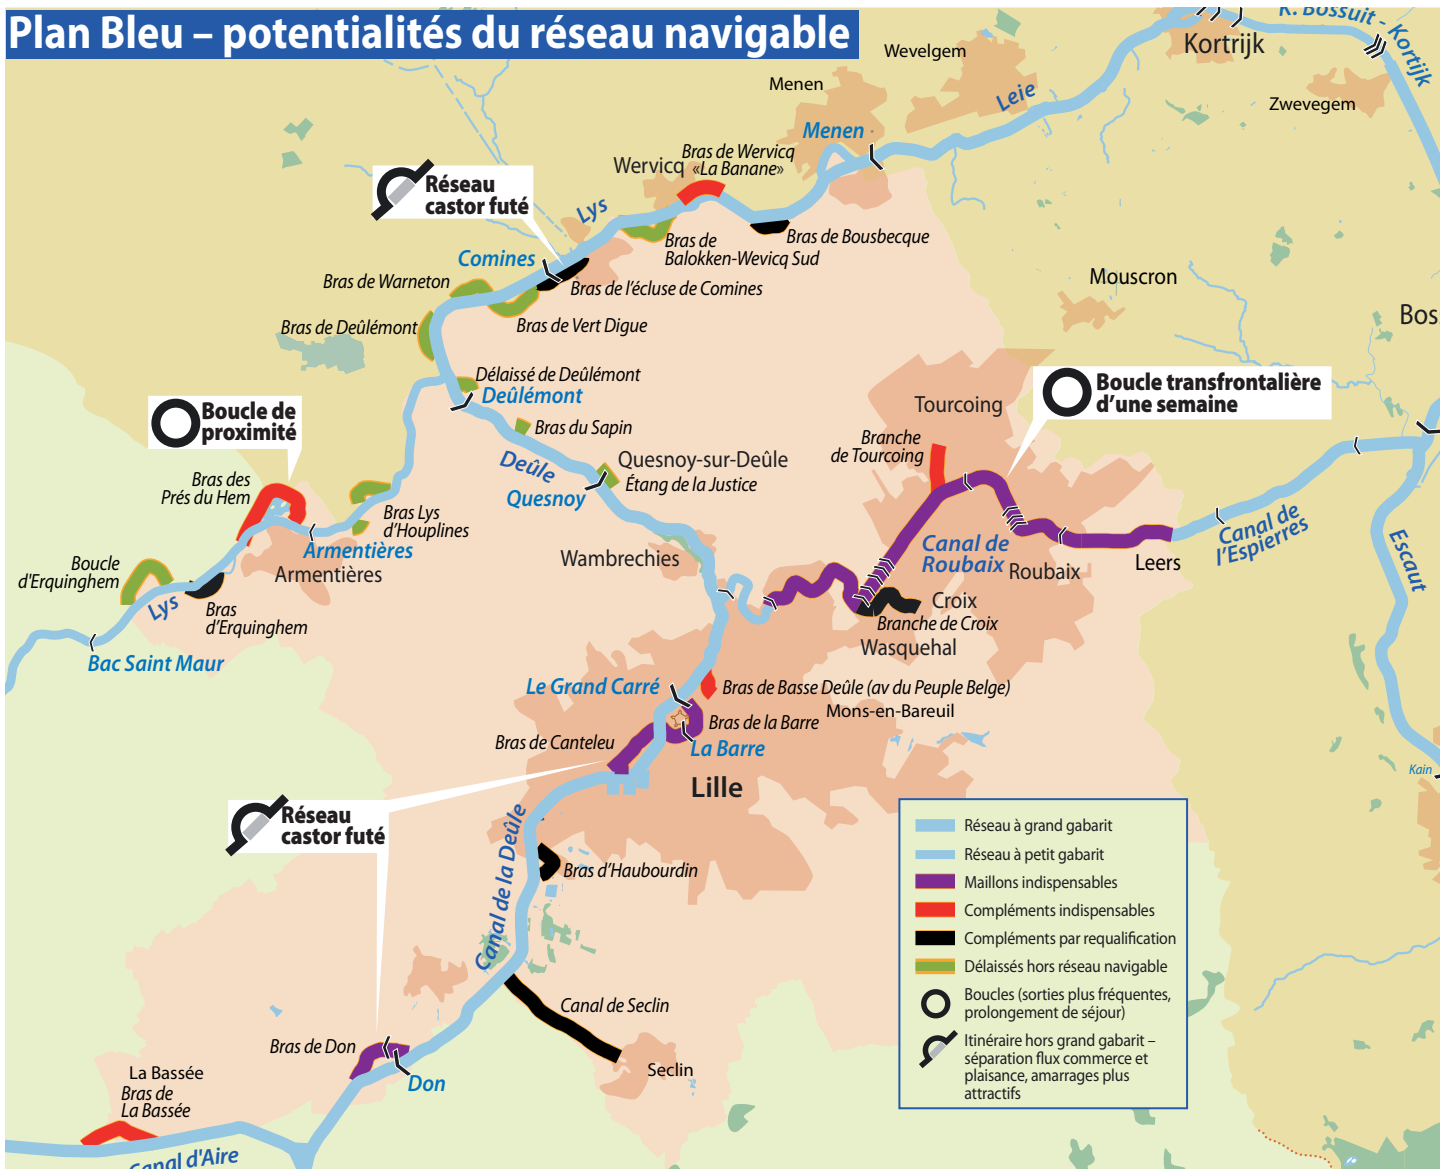 Plan Bleu – potentialités du réseau navigable
K. Bossuit -
Kortijk
Kortrijk
Wevelgem
Menen
Leie
Zwevegem
Menen
Bras de Wervicq
«La Banane»
Wervicq
Réseau
castor futé
Lys
Bras de
Balokken-Wevicq Sud
Bras de Bousbecque
Comines
Bras de l'écluse de Comines
Bras de Warneton
Bras de Vert Digue
Bras de Deûlémont
Mouscron
Bos
Délaissé de Deûlémont
Deûlémont
Boucle transfrontalière
d'une semaine
Boucle de
proximité
Tourcoing
Branche
de Tourcoing
Bras du Sapin
Deûle
Quesnoy-sur-Deûle
Étang de la Justice
Quesnoy
Bras des
Prés du Hem
Bras Lys
d'Houplines
Armentières
Armentières
Canal de
Roubaix
Roubaix
Leers
Canal de
l'Espierres
Escaut
Wambrechies
Boucle
d'Erquinghem
Lys
Bras
d'Erquinghem
Croix
Branche de Croix
Wasquehal
Bac Saint Maur
Le Grand Carré
Bras de Basse Deûle (av du Peuple Belge)
Mons-en-Bareuil
Bras de la Barre
Bras de Canteleu
La Barre
Lille
Kain
Réseau
castor futé
Canal de la Deûle
Bras d'Haubourdin
Canal de Seclin
Seclin
Bras de Don
Don
La Bassée
Bras de
La Bassée
Canal d'Aire
Réseau à grand gabarit
Réseau à petit gabarit
Maillons indispensables
Compléments indispensables
Compléments par requalification
Délaissés hors réseau navigable
Boucles (sorties plus fréquentes,
prolongement de séjour)
Itinéraire hors grand gabarit –
séparation flux commerce et
plaisance, amarrages plus
attractifs